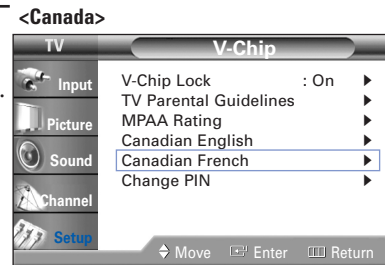 <Canada>
TV
V-Chip
Input
Picture
Sound
Channel
Setup
V-Chip Lock : On
TV Parental Guidelines
MPAA Rating
Canadian English
Canadian French
Change PIN
Move Enter Return